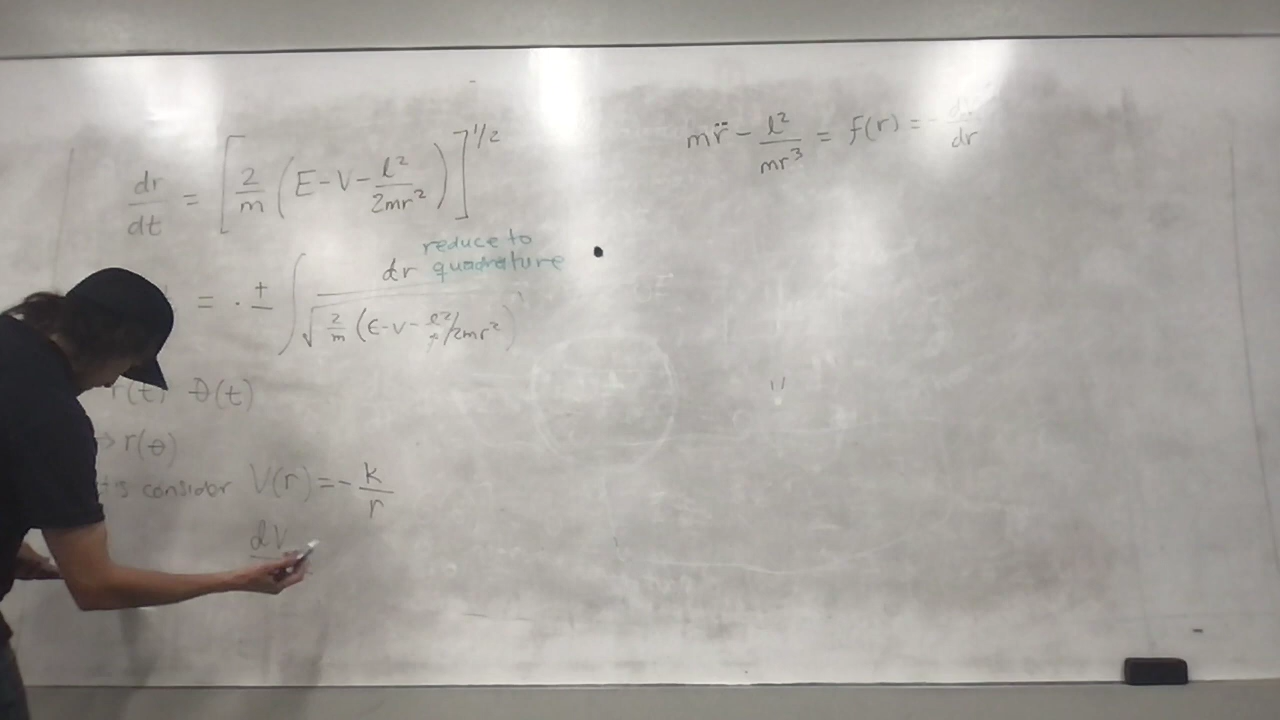 dr/dt = [2/m (E-V-l²/2mr²)]^1/2
reduce to
= · ± ∫ dr / √(2/m (E-V-l²/2mr²))
quadrature
r(t) θ(t)
→ r(θ)
consider V(r) = -k/r
dV
mr̈ - l²/mr³ = f(r) = -dV/dr